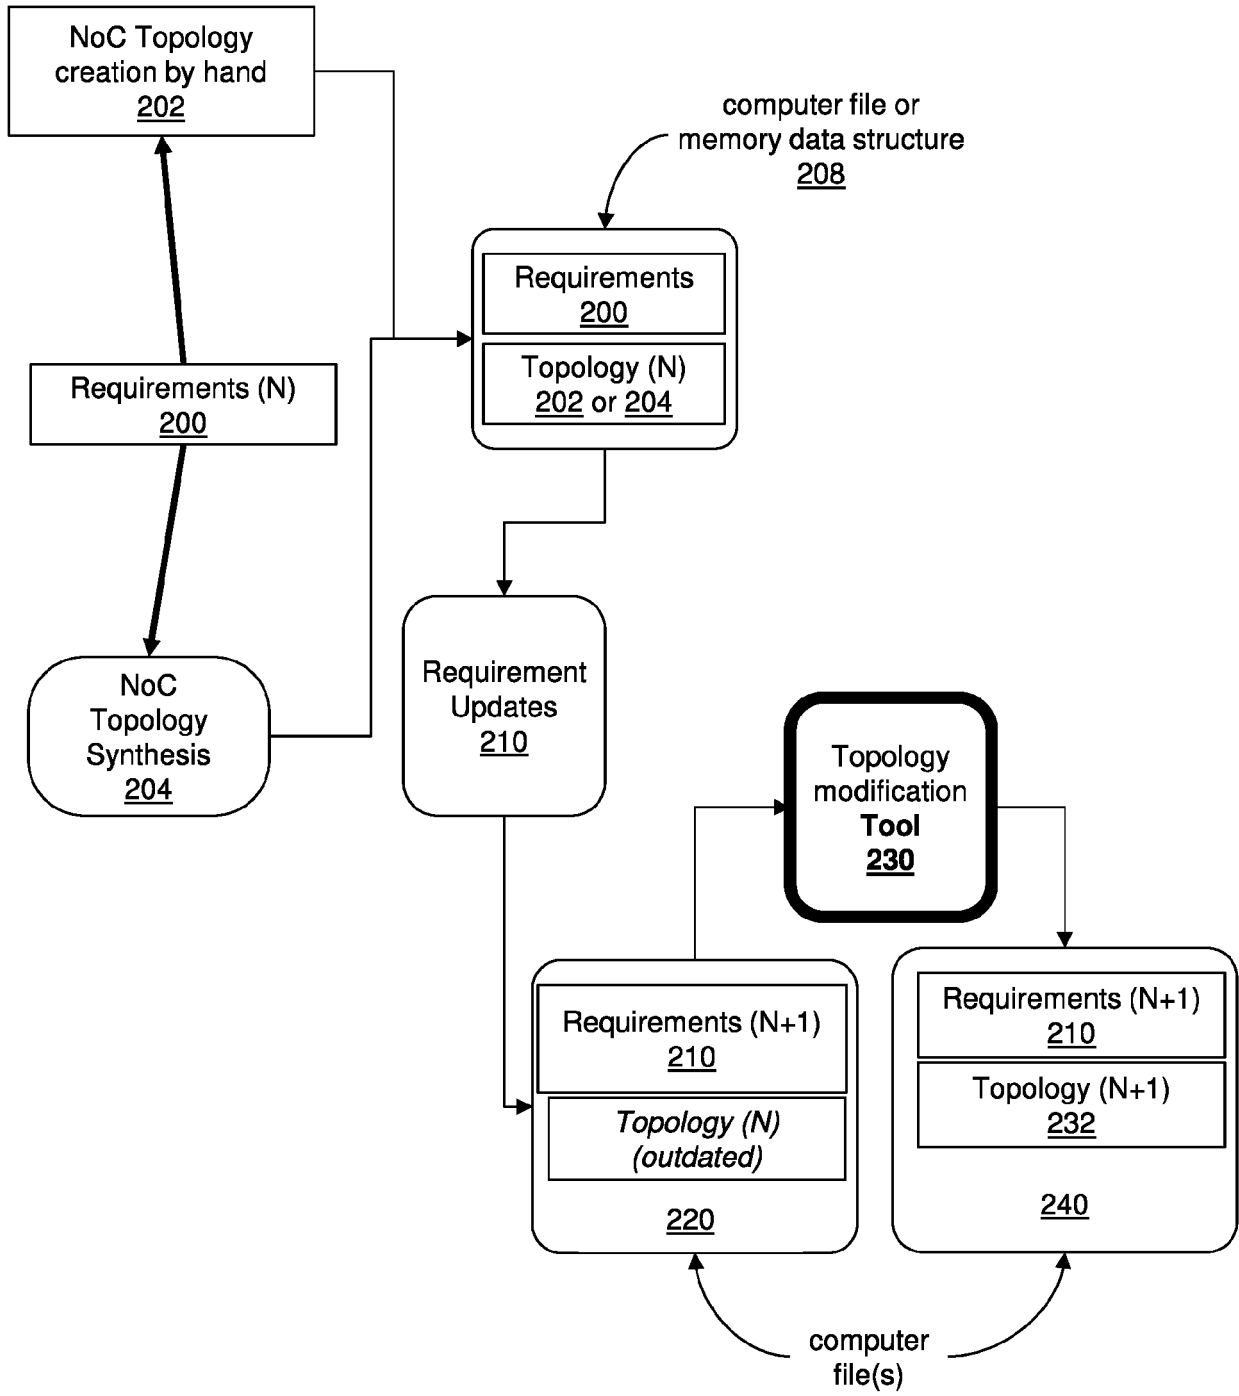 NoC Topology
creation by hand
202
computer file or
memory data structure
208
Requirements
200
Topology (N)
202 or 204
Requirements (N)
200
NoC
Topology
Synthesis
204
Requirement
Updates
210
Topology
modification
Tool
230
Requirements (N+1)
210
Topology (N)
(outdated)
220
Requirements (N+1)
210
Topology (N+1)
232
240
computer
file(s)